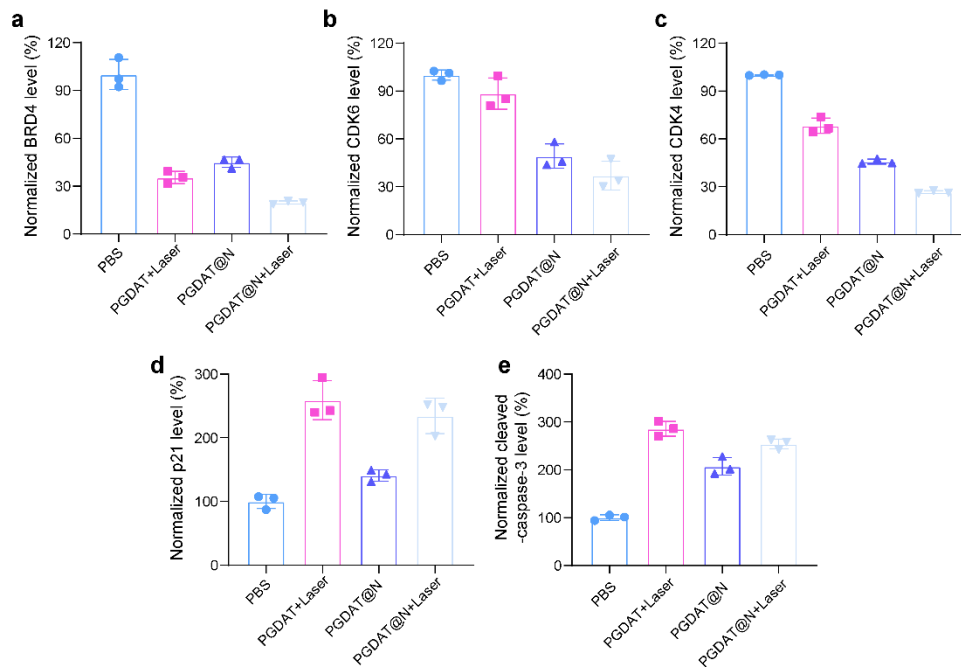 a
Normalized BRD4 level (%)
120
90
60
30
0
PBS
PGDAT+Laser
PGDAT@N
PGDAT@N+Laser
b
Normalized CDK6 level (%)
120
90
60
30
0
PBS
PGDAT+Laser
PGDAT@N
PGDAT@N+Laser
c
Normalized CDK4 level (%)
120
90
60
30
0
PBS
PGDAT+Laser
PGDAT@N
PGDAT@N+Laser
d
Normalized p21 level (%)
300
200
100
0
PBS
PGDAT+Laser
PGDAT@N
PGDAT@N+Laser
e
Normalized cleaved
-caspase-3 level (%)
400
300
200
100
0
PBS
PGDAT+Laser
PGDAT@N
PGDAT@N+Laser